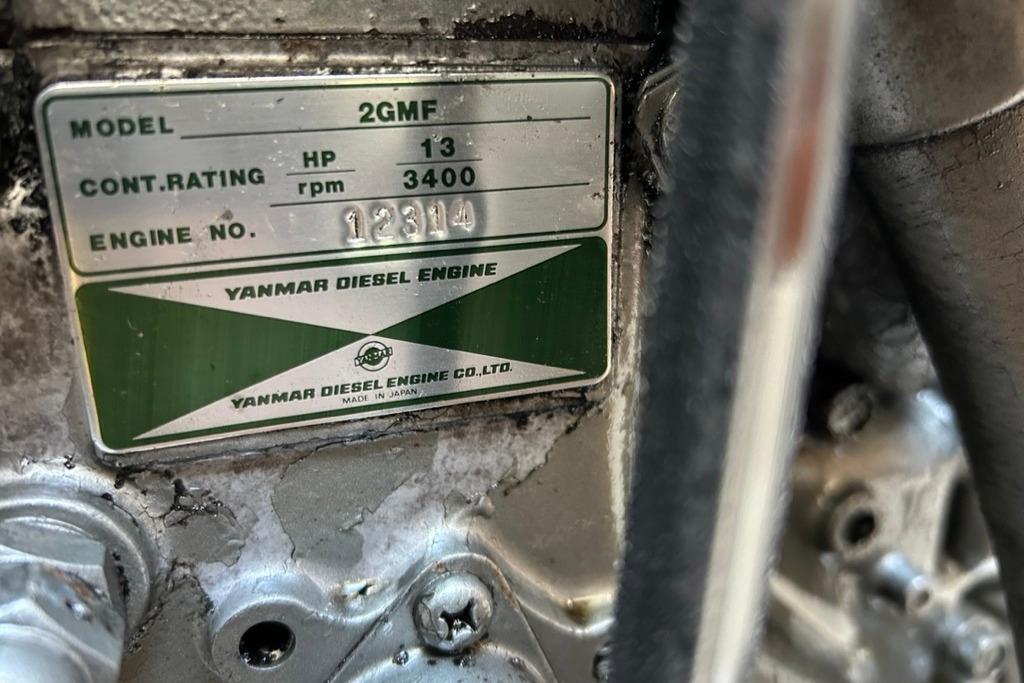 MODEL 2GMF
CONT.RATING HP 13
rpm 3400
ENGINE NO. 12314
YANMAR DIESEL ENGINE
YANMAR
YANMAR DIESEL ENGINE CO.,LTD.
MADE IN JAPAN